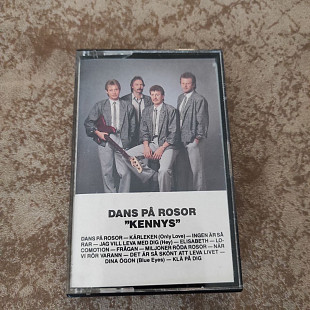 DANS PÅ ROSOR
"KENNYS"
DANS PÅ ROSOR — KÄRLEKEN (Only Love) — INGEN ÄR SÅ
RAR — JAG VILL LEVA MED DIG (Hey) — ELISABETH — LO-
COMOTION — FRÅGAN — MILJONER RÖDA ROSOR — NÄR
VI RÖR VARANN — DET ÄR SÅ SKÖNT ATT LEVA LIVET —
DINA ÖGON (Blue Eyes) — KLÄ PÅ DIG